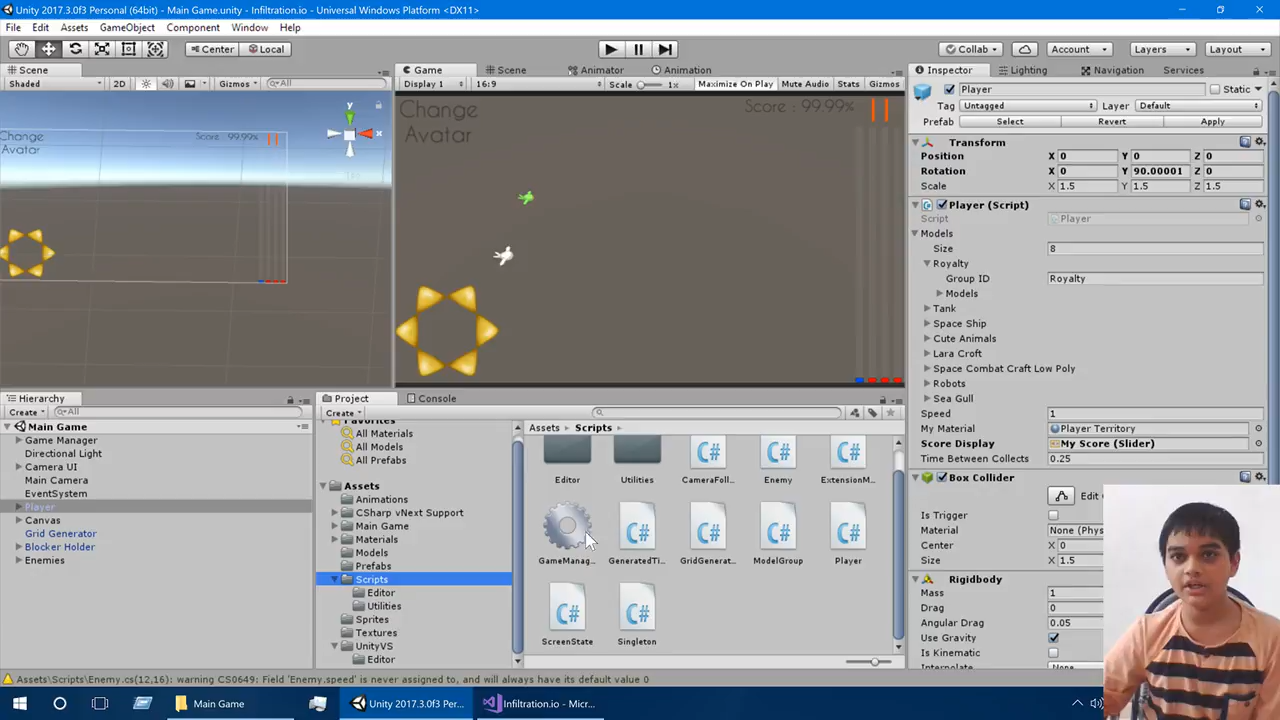 Unity 2017.3.0f3 Personal (64bit) - Main Game.unity - Infiltration.io - Universal Windows Platform <DX11>
File Edit Assets GameObject Component Window Help
Center Local Collab Account Layers Layout
Scene Game Scene Animator Animation Inspector Lighting Navigation Services
Shaded 2D Gizmos All Display 1 16:9 Scale 1x Maximize On Play Mute Audio Stats Gizmos
Player Static
Tag Untagged Layer Default
Prefab Select Revert Apply
Change
Avatar
Score : 99.99%
y
Change
Avatar
Score : 99.99%
Transform
Position X 0 Y 0 Z 0
Rotation X 0 Y 90.00001 Z 0
Scale X 1.5 Y 1.5 Z 1.5
Player (Script)
Script Player
Models
Size 8
Royalty
Group ID Royalty
Models
Tank
Space Ship
Cute Animals
Lara Croft
Space Combat Craft Low Poly
Robots
Sea Gull
Speed 1
My Material Player Territory
Score Display My Score (Slider)
Time Between Collects 0.25
Box Collider
Edit
Is Trigger
Material None (Phys
Center X 0
Size X 1.5
Rigidbody
Mass 1
Drag 0
Angular Drag 0.05
Use Gravity
Is Kinematic
Interpolate
Hierarchy
Create All
Main Game
Game Manager
Directional Light
Camera UI
Main Camera
EventSystem
Player
Canvas
Grid Generator
Blocker Holder
Enemies
Project Console
Create
Favorites
All Materials
All Models
All Prefabs
Assets
Animations
CSharp vNext Support
Main Game
Materials
Models
Prefabs
Scripts
Editor
Utilities
Sprites
Textures
UnityVS
Editor
Assets Scripts
Editor Utilities CameraFoll... Enemy ExtensionM...
GameManag... GeneratedTi... GridGenerat... ModelGroup Player
ScreenState Singleton
Assets\Scripts\Enemy.cs(12,16): warning CS0649: Field 'Enemy.speed' is never assigned to, and will always have its default value 0
Main Game Unity 2017.3.0f3 Per... Infiltration.io - Micr...